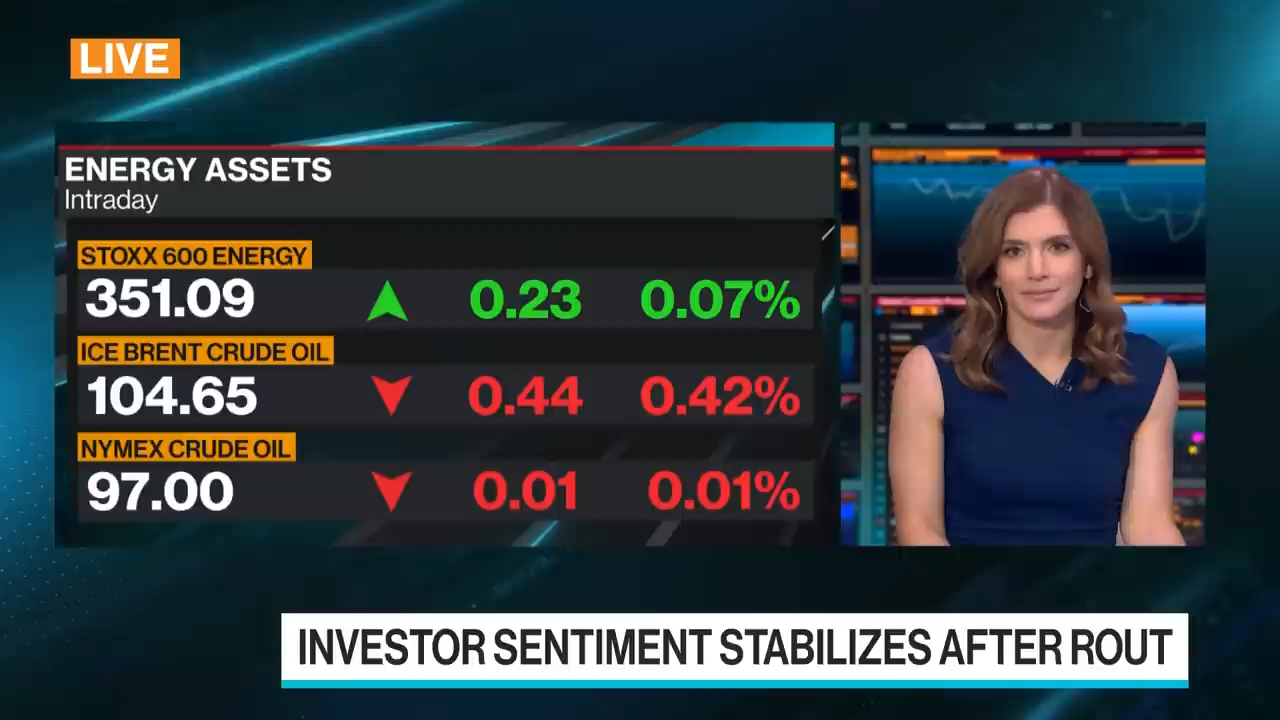 LIVE
ENERGY ASSETS
Intraday
STOXX 600 ENERGY
351.09 0.23 0.07%
ICE BRENT CRUDE OIL
104.65 0.44 0.42%
NYMEX CRUDE OIL
97.00 0.01 0.01%
INVESTOR SENTIMENT STABILIZES AFTER ROUT